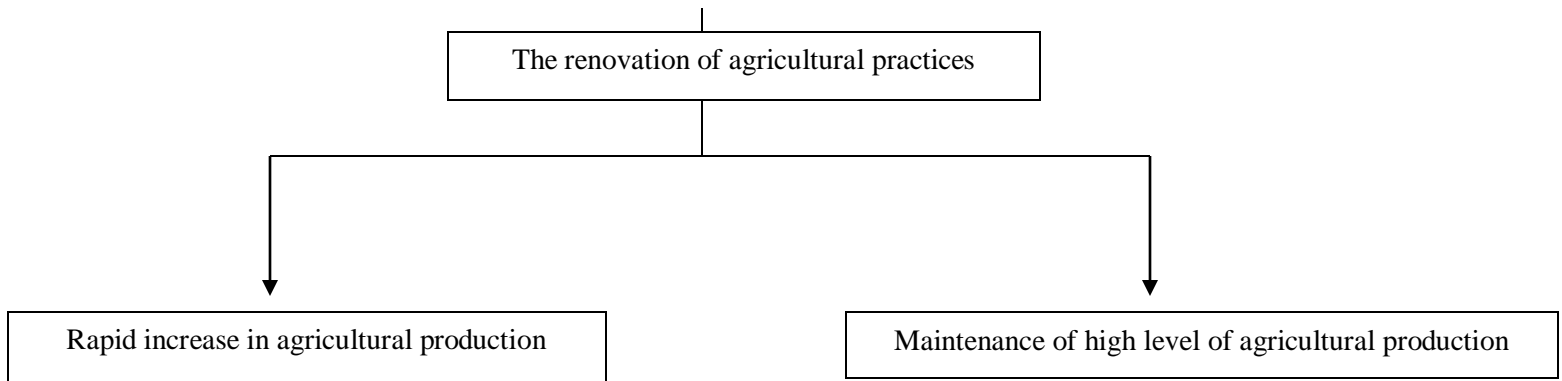 The renovation of agricultural practices
Rapid increase in agricultural production
Maintenance of high level of agricultural production